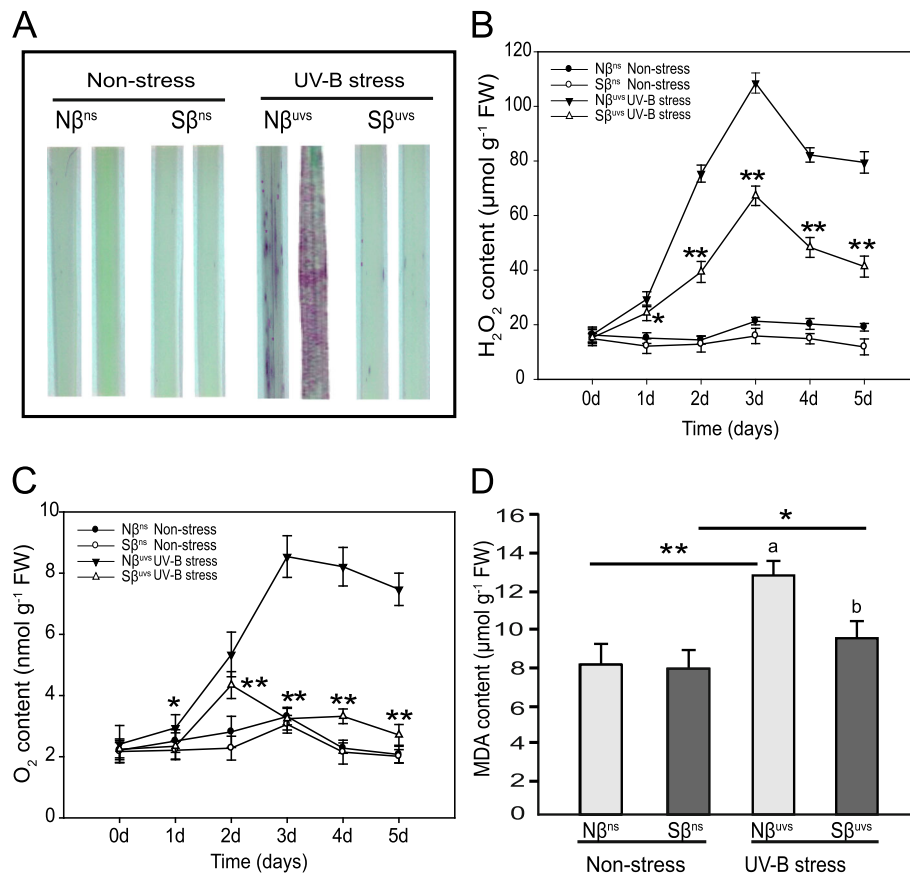 A
Non-stress UV-B stress
Nβns Sβns Nβuvs Sβuvs
B
H2O2 content (µmol g-1 FW)
120
100
80
60
40
20
0
Nβns Non-stress
Sβns Non-stress
Nβuvs UV-B stress
Sβuvs UV-B stress
*
**
**
**
**
0d 1d 2d 3d 4d 5d
Time (days)
C
O2 content (nmol g-1 FW)
10
8
6
4
2
0
Nβns Non-stress
Sβns Non-stress
Nβuvs UV-B stress
Sβuvs UV-B stress
*
**
**
**
**
0d 1d 2d 3d 4d 5d
Time (days)
D
MDA content (µmol g-1 FW)
16
14
12
10
8
6
4
2
0
*
**
a
b
Nβns Sβns Nβuvs Sβuvs
Non-stress UV-B stress